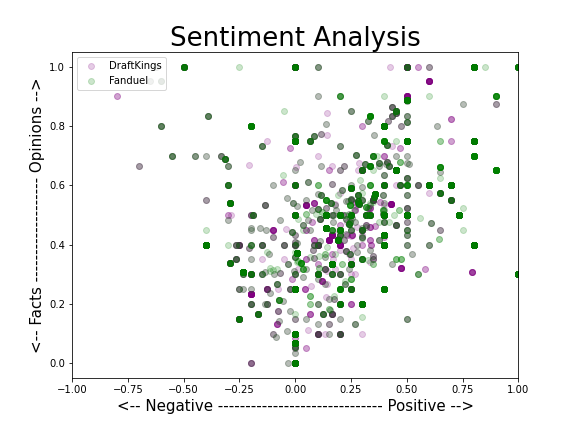 Sentiment Analysis
DraftKings
Fanduel
1.0
0.8
0.6
0.4
0.2
0.0
<-- Facts ---------------------- Opinions -->
−1.00 −0.75 −0.50 −0.25 0.00 0.25 0.50 0.75 1.00
<-- Negative --------------------------------- Positive -->